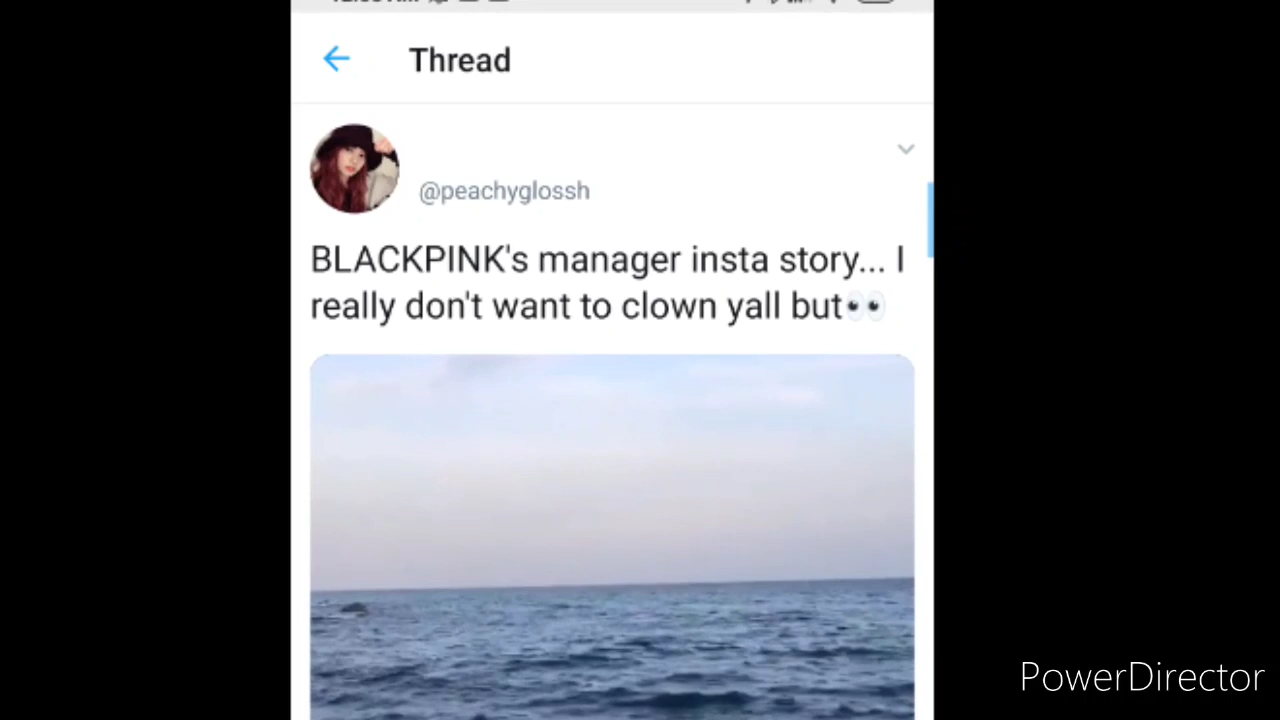 Thread
@peachyglossh
BLACKPINK's manager insta story... I
really don't want to clown yall but👀
PowerDirector